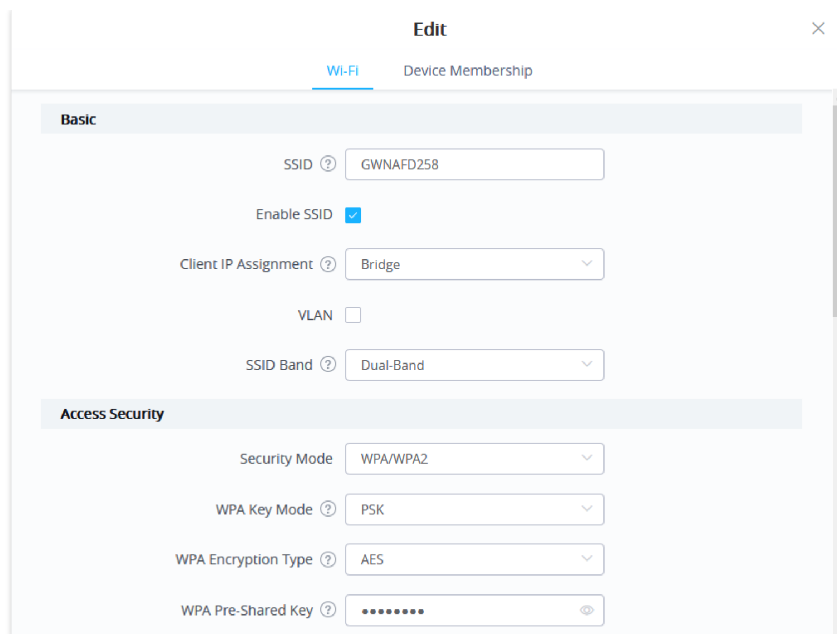 Edit
Wi-Fi Device Membership
Basic
SSID ? GWNAFD258
Enable SSID
Client IP Assignment ? Bridge
VLAN
SSID Band ? Dual-Band
Access Security
Security Mode WPA/WPA2
WPA Key Mode ? PSK
WPA Encryption Type ? AES
WPA Pre-Shared Key ? ••••••••